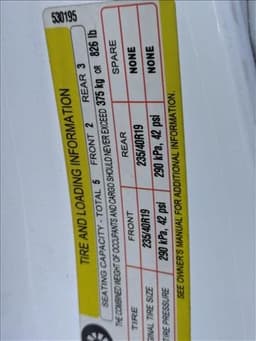 530195
TIRE AND LOADING INFORMATION
SEATING CAPACITY - TOTAL 5 FRONT 2 REAR 3
THE COMBINED WEIGHT OF OCCUPANTS AND CARGO SHOULD NEVER EXCEED 375 kg OR 826 lb
TIRE FRONT REAR SPARE
TIRE SIZE 235/40R19 235/40R19 NONE
TIRE PRESSURE 290 kPa, 42 psi 290 kPa, 42 psi NONE
SEE OWNER'S MANUAL FOR ADDITIONAL INFORMATION.